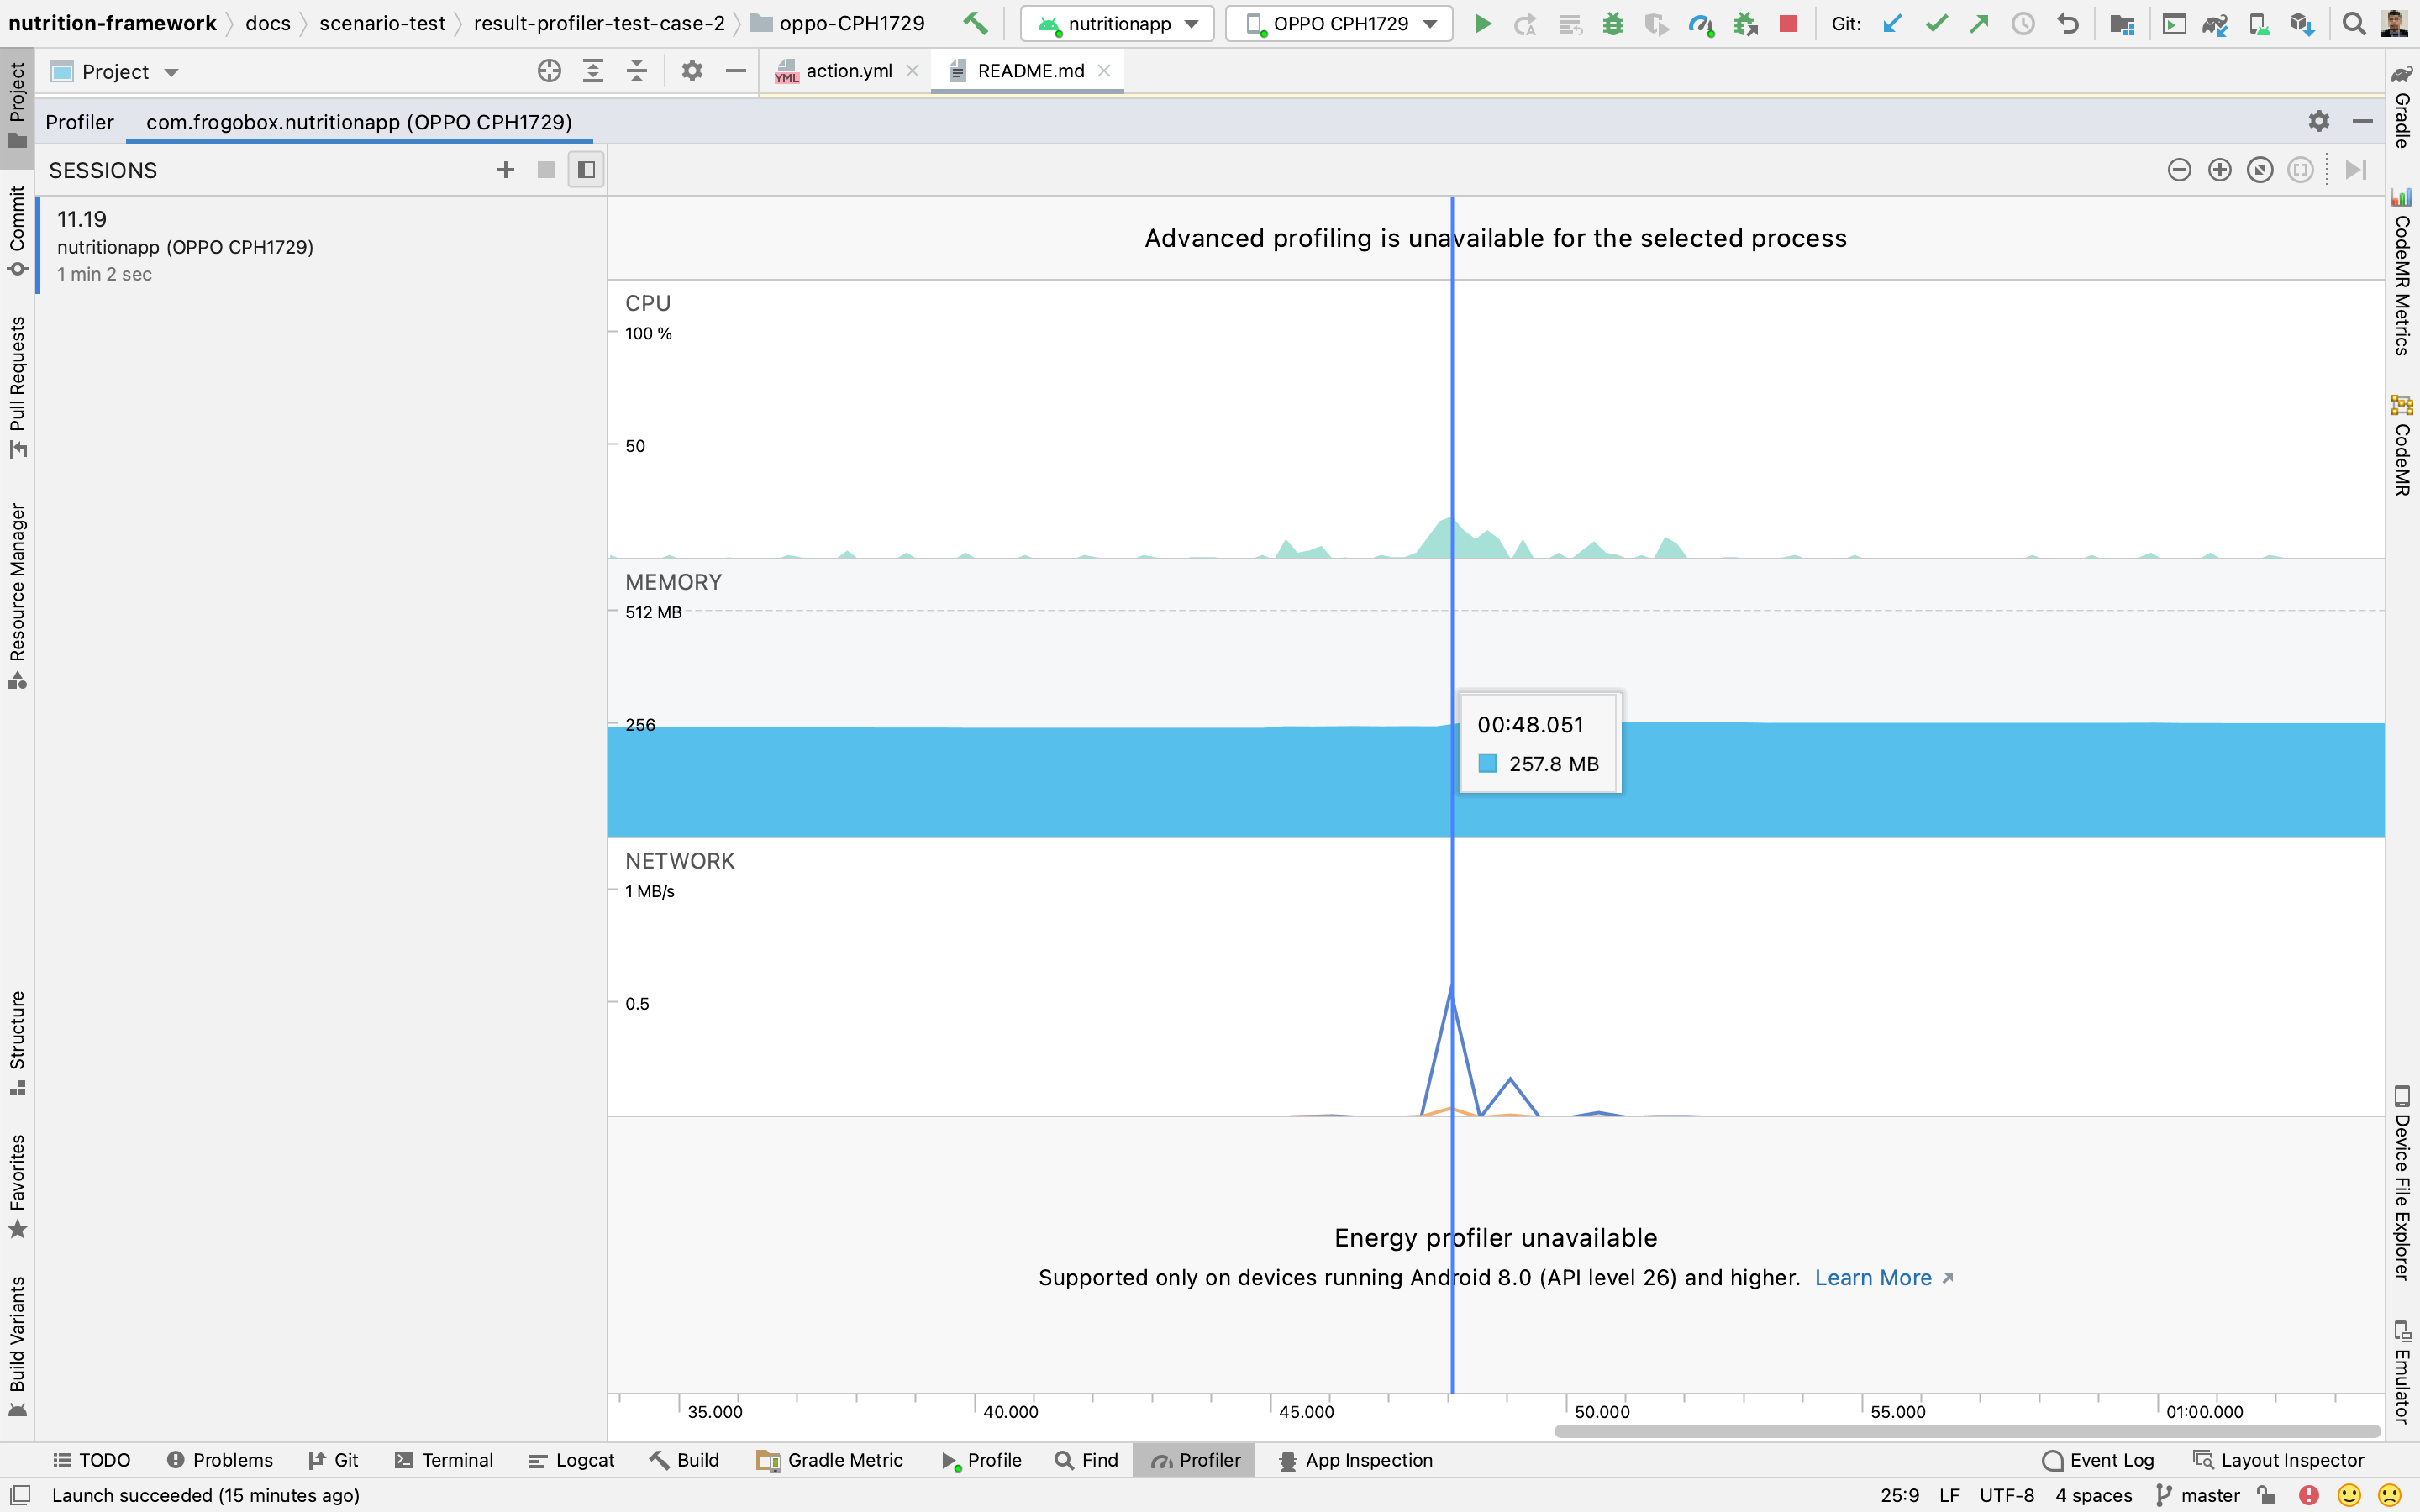 nutrition-framework docs scenario-test result-profiler-test-case-2 oppo-CPH1729 nutritionapp OPPO CPH1729 Git:
Project action.yml README.md
Profiler com.frogobox.nutritionapp (OPPO CPH1729)
SESSIONS
11.19
nutritionapp (OPPO CPH1729)
1 min 2 sec
Advanced profiling is unavailable for the selected process
CPU
100 %
50
MEMORY
512 MB
256
00:48.051
257.8 MB
NETWORK
1 MB/s
0.5
Energy profiler unavailable
Supported only on devices running Android 8.0 (API level 26) and higher. Learn More
35.000 40.000 45.000 50.000 55.000 01:00.000
Project
Commit
Pull Requests
Resource Manager
Structure
Favorites
Build Variants
Gradle
CodeMR Metrics
CodeMR
Device File Explorer
Emulator
TODO Problems Git Terminal Logcat Build Gradle Metric Profile Find Profiler App Inspection Event Log Layout Inspector
Launch succeeded (15 minutes ago) 25:9 LF UTF-8 4 spaces master